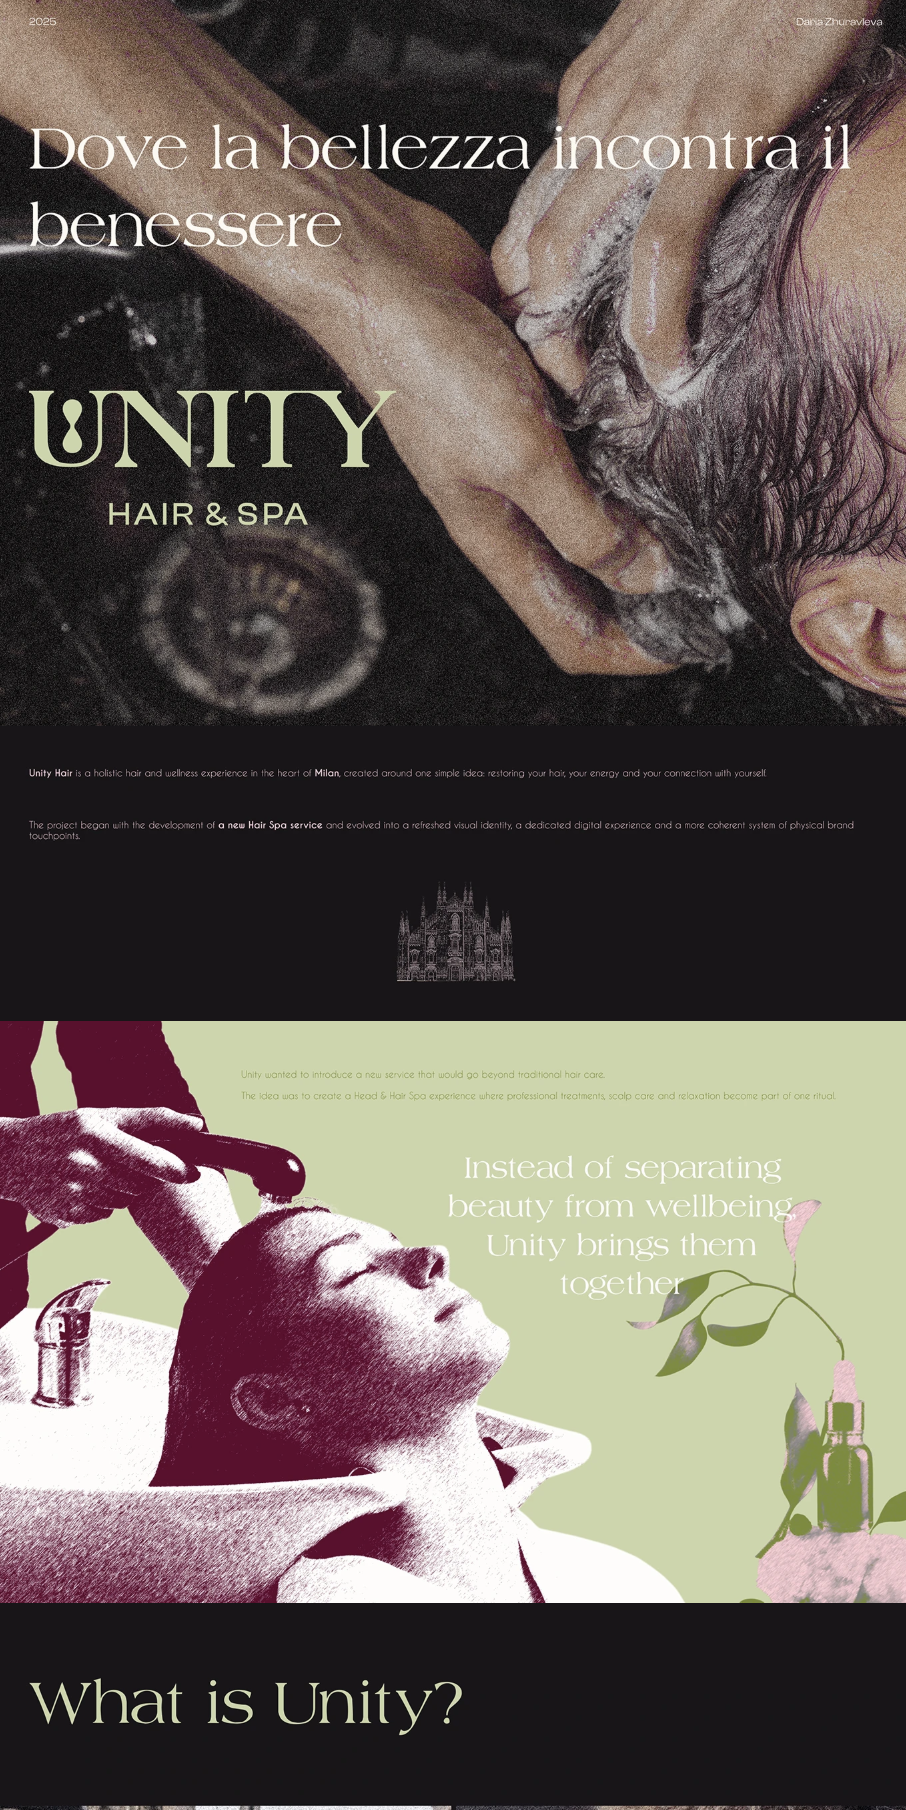 2025
Daria Zhuravleva
Dove la bellezza incontra il
benessere
UNITY
HAIR & SPA
Unity Hair is a holistic hair and wellness experience in the heart of Milan, created around one simple idea: restoring your hair, your energy and your connection with yourself.
The project began with the development of a new Hair Spa service and evolved into a refreshed visual identity, a dedicated digital experience and a more coherent system of physical brand
touchpoints.
Unity wanted to introduce a new service that would go beyond traditional hair care.
The idea was to create a Head & Hair Spa experience where professional treatments, scalp care and relaxation become part of one ritual.
Instead of separating
beauty from wellbeing,
Unity brings them
together
What is Unity?